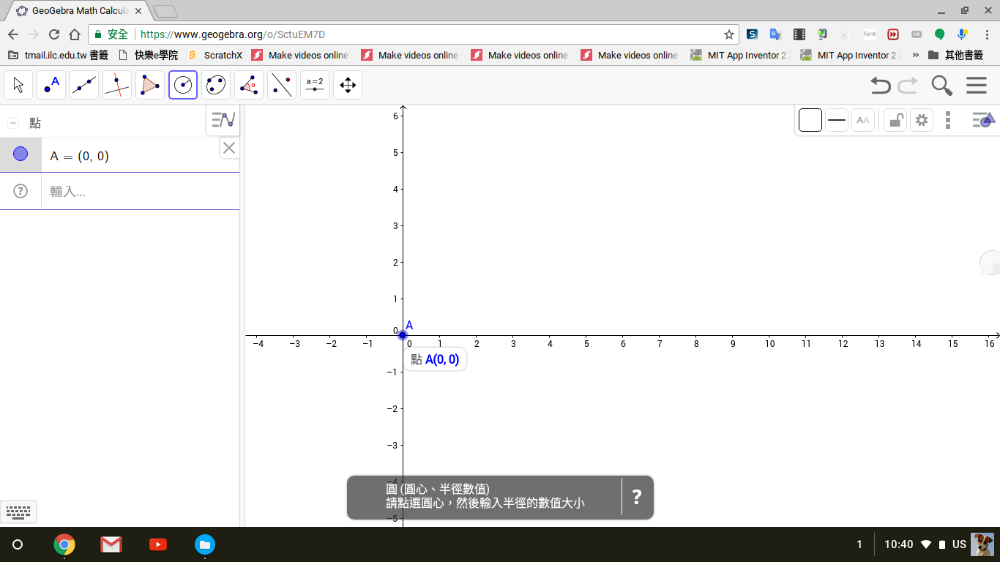 GeoGebra Math Calcula
安全 https://www.geogebra.org/o/SctuEM7D
font
HD
tmail.ilc.edu.tw 書籤 快樂e學院 ScratchX Make videos online Make videos online Make videos online Make videos online MIT App Inventor 2 MIT App Inventor 2 » 其他書籤
A α a=2
點
AA
A = (0, 0)
輸入...
6
5
4
3
2
1
0
A
−4 −3 −2 −1 0 1 2 3 4 5 6 7 8 9 10 11 12 13 14 15 16
點 A(0, 0)
−1
−2
−3
−4
圓 (圓心、半徑數值)
請點選圓心，然後輸入半徑的數值大小
?
−5
1 10:40 US